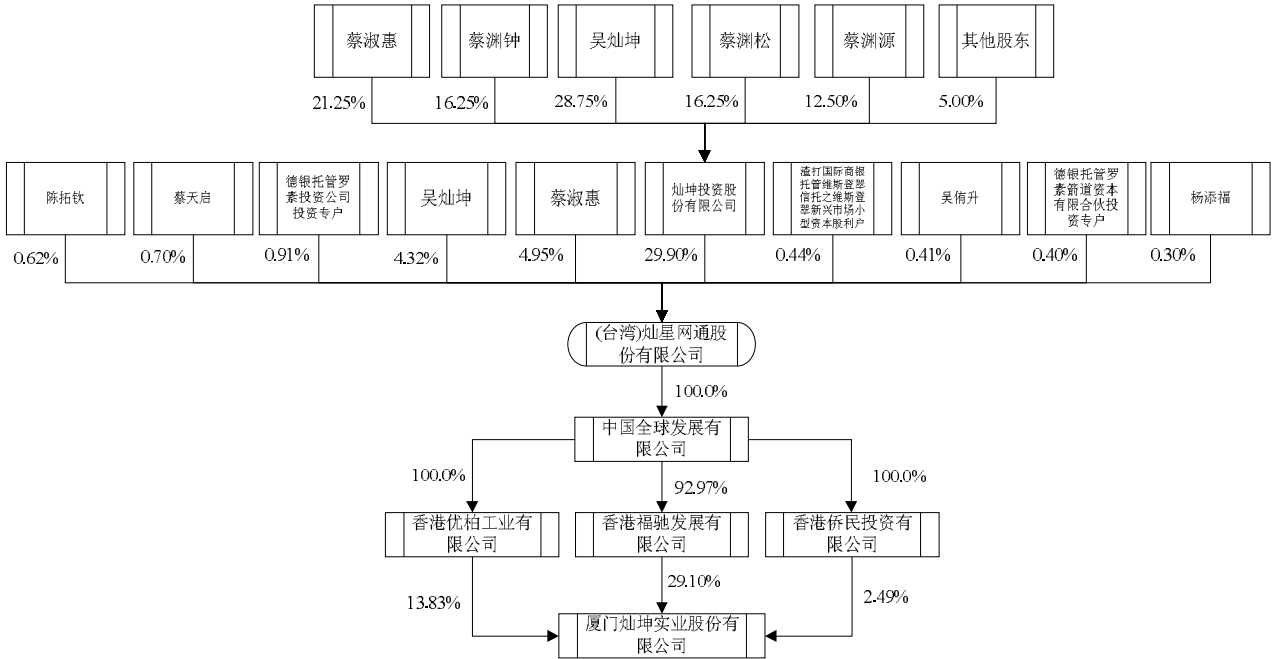 蔡淑惠
蔡渊钟
吴灿坤
蔡渊松
蔡渊源
其他股东
21.25%
16.25%
28.75%
16.25%
12.50%
5.00%
陈拓钦
蔡天启
德银托管罗
素投资公司
投资专户
吴灿坤
蔡淑惠
灿坤投资股
份有限公司
渣打国际商银
托管维斯登翠
信托之维斯登
翠新兴市场小
型资本股利户
吴侑升
德银托管罗
素箭道资本
有限合伙投
资专户
杨添福
0.62%
0.70%
0.91%
4.32%
4.95%
29.90%
0.44%
0.41%
0.40%
0.30%
(台湾)灿星网通股
份有限公司
100.0%
中国全球发展有
限公司
100.0%
92.97%
100.0%
香港优柏工业有
限公司
香港福驰发展有
限公司
香港侨民投资有
限公司
13.83%
29.10%
2.49%
厦门灿坤实业股份有
限公司